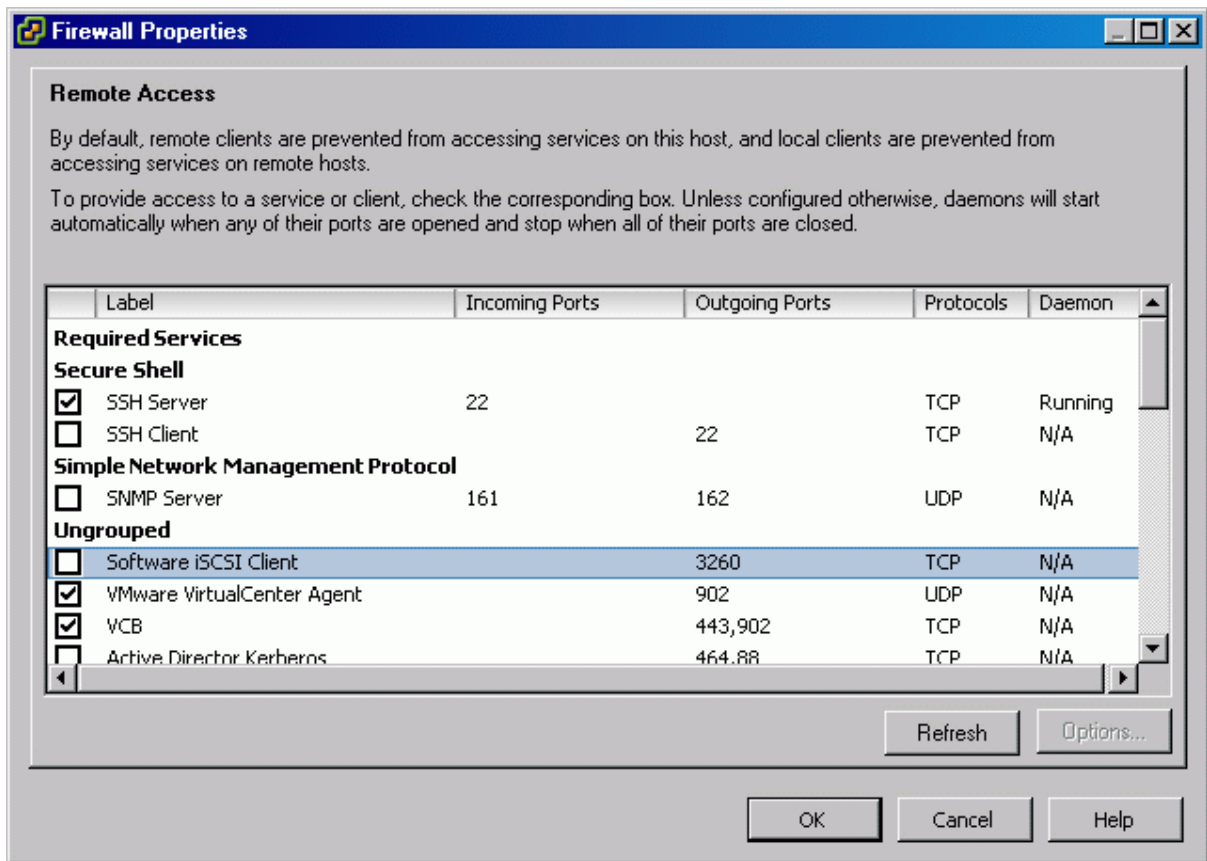 Firewall Properties
Remote Access
By default, remote clients are prevented from accessing services on this host, and local clients are prevented from
accessing services on remote hosts.
To provide access to a service or client, check the corresponding box. Unless configured otherwise, daemons will start
automatically when any of their ports are opened and stop when all of their ports are closed.
Label Incoming Ports Outgoing Ports Protocols Daemon
Required Services
Secure Shell
SSH Server 22 TCP Running
SSH Client 22 TCP N/A
Simple Network Management Protocol
SNMP Server 161 162 UDP N/A
Ungrouped
Software iSCSI Client 3260 TCP N/A
VMware VirtualCenter Agent 902 UDP N/A
VCB 443,902 TCP N/A
Active Director Kerberos 464,88 TCP N/A
Refresh Options...
OK Cancel Help